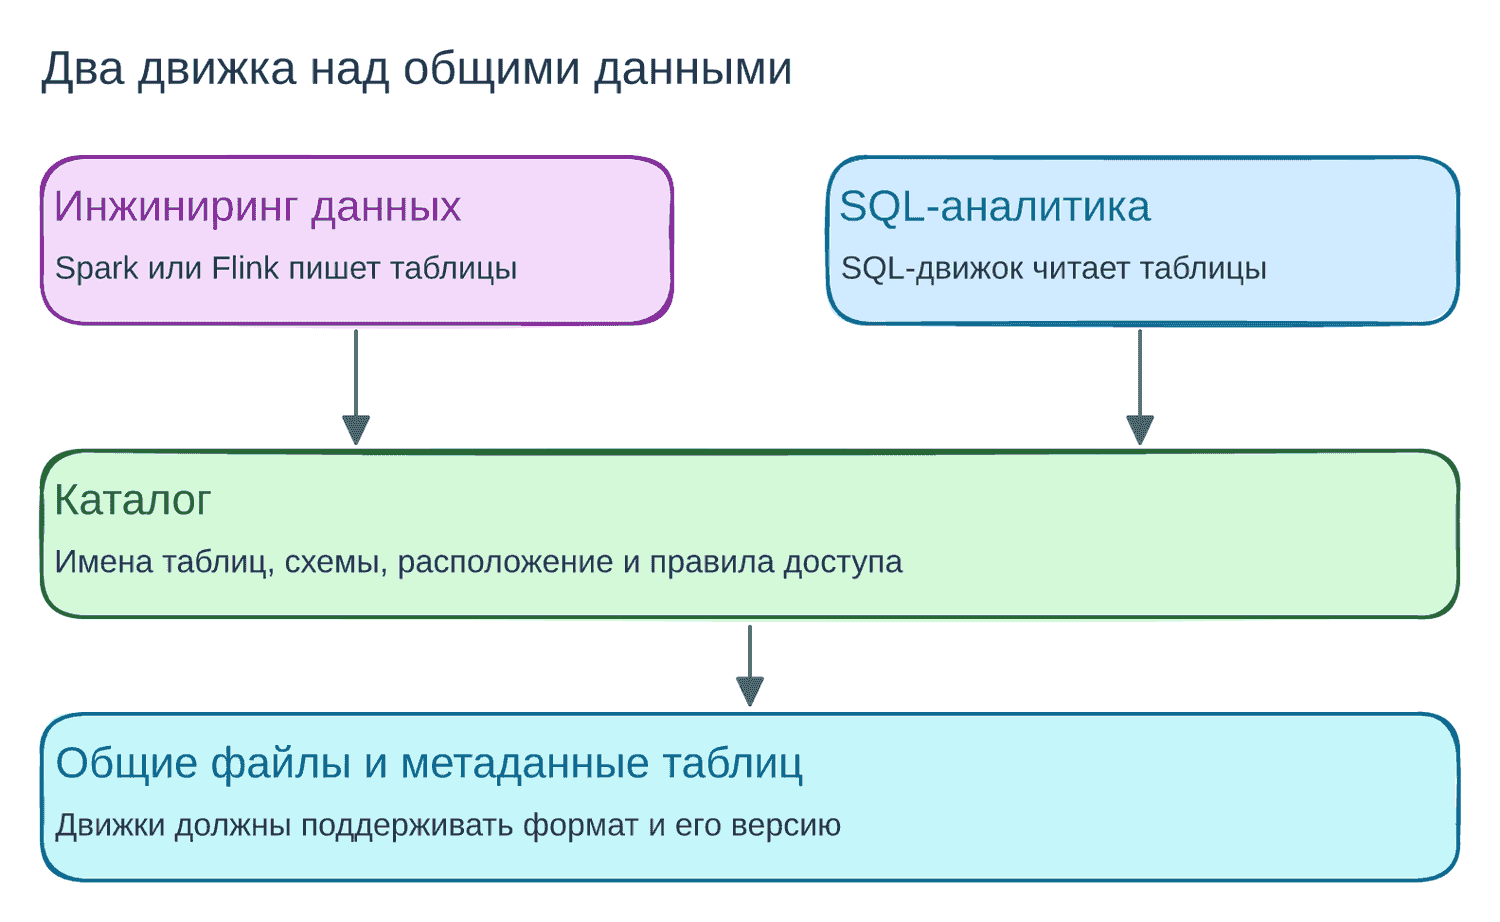 Два движка над общими данными
Инжиниринг данных
Spark или Flink пишет таблицы
SQL-аналитика
SQL-движок читает таблицы
Каталог
Имена таблиц, схемы, расположение и правила доступа
Общие файлы и метаданные таблиц
Движки должны поддерживать формат и его версию